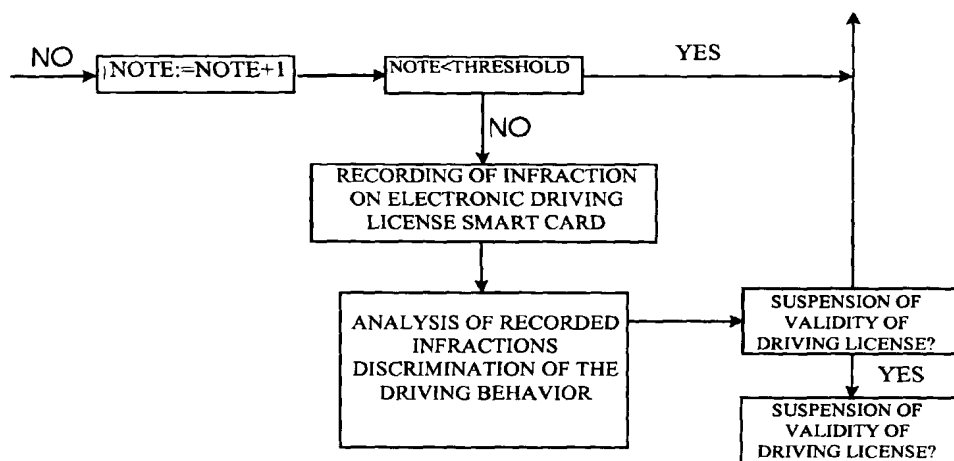 NO
NOTE:=NOTE+1
NOTE<THRESHOLD
YES
NO
RECORDING OF INFRACTION
ON ELECTRONIC DRIVING
LICENSE SMART CARD
ANALYSIS OF RECORDED
INFRACTIONS
DISCRIMINATION OF THE
DRIVING BEHAVIOR
SUSPENSION OF
VALIDITY OF
DRIVING LICENSE?
YES
SUSPENSION OF
VALIDITY OF
DRIVING LICENSE?